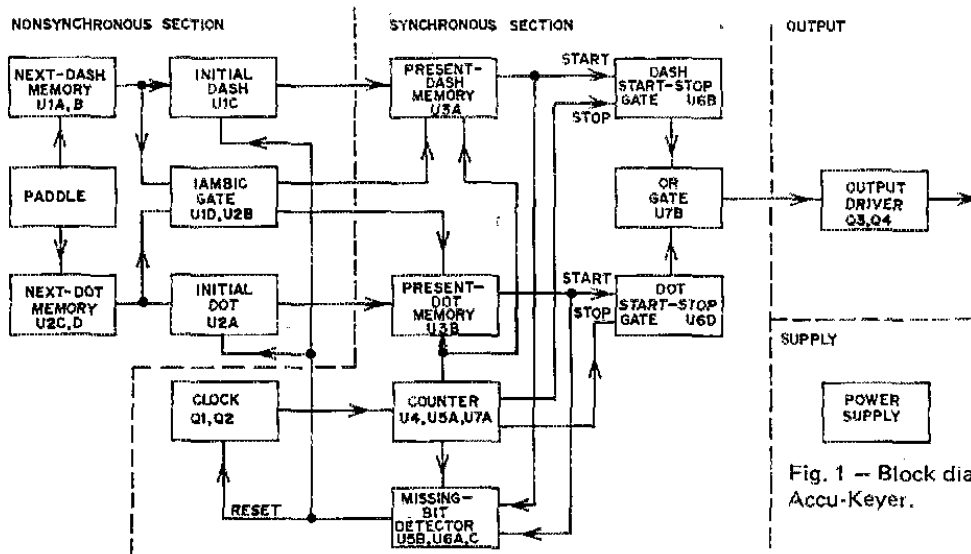 NONSYNCHRONOUS SECTION
SYNCHRONOUS SECTION
OUTPUT
NEXT-DASH
MEMORY
U1A, B
INITIAL
DASH
U1C
PRESENT-
DASH
MEMORY
U3A
START
STOP
DASH
START-STOP
GATE U6B
PADDLE
IAMBIC
GATE
U1D, U2B
OR
GATE
U7B
OUTPUT
DRIVER
Q3, Q4
NEXT-DOT
MEMORY
U2C, D
INITIAL
DOT
U2A
PRESENT-
DOT
MEMORY
U3B
START
STOP
DOT
START-STOP
GATE U6D
SUPPLY
CLOCK
Q1, Q2
COUNTER
U4, U5A, U7A
POWER
SUPPLY
RESET
MISSING-
BIT
DETECTOR
U5B, U6A, C
Fig. 1 — Block dia
Accu-Keyer.